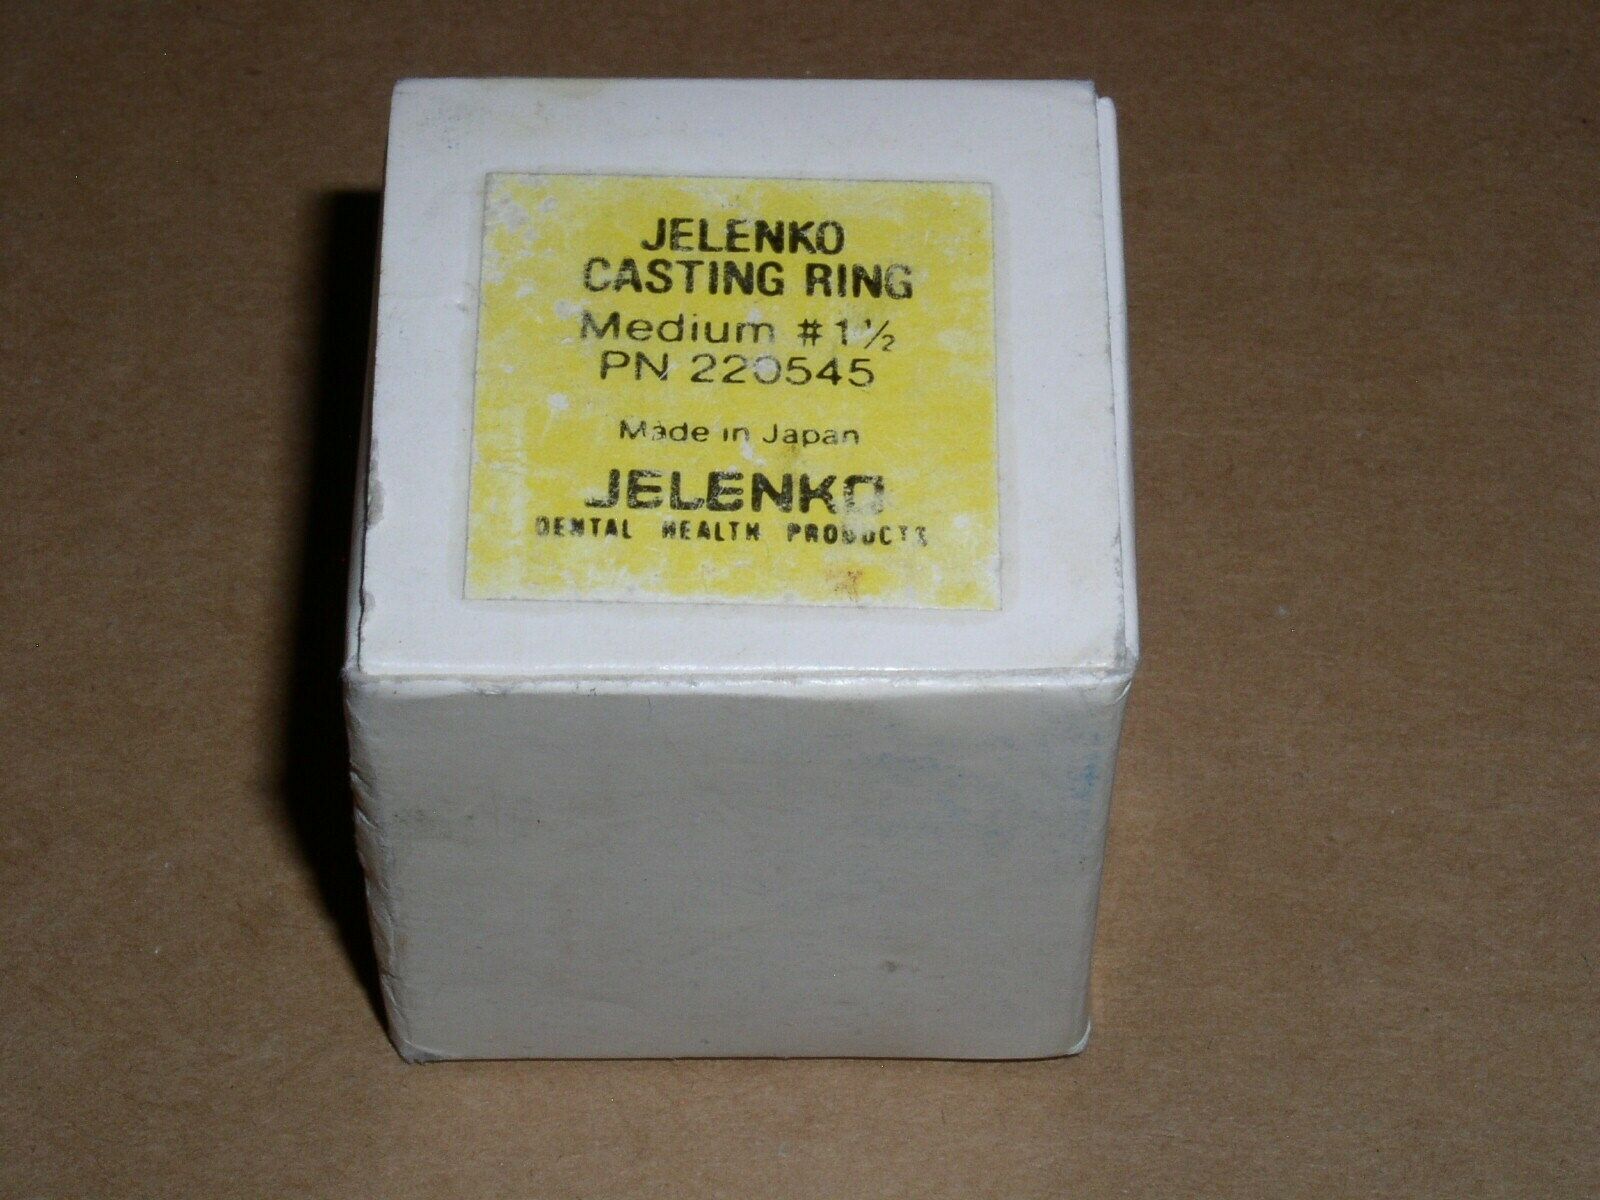 JELENKO
CASTING RING
Medium #1½
PN 220545
Made in Japan
JELENKO
DENTAL HEALTH PRODUCTS